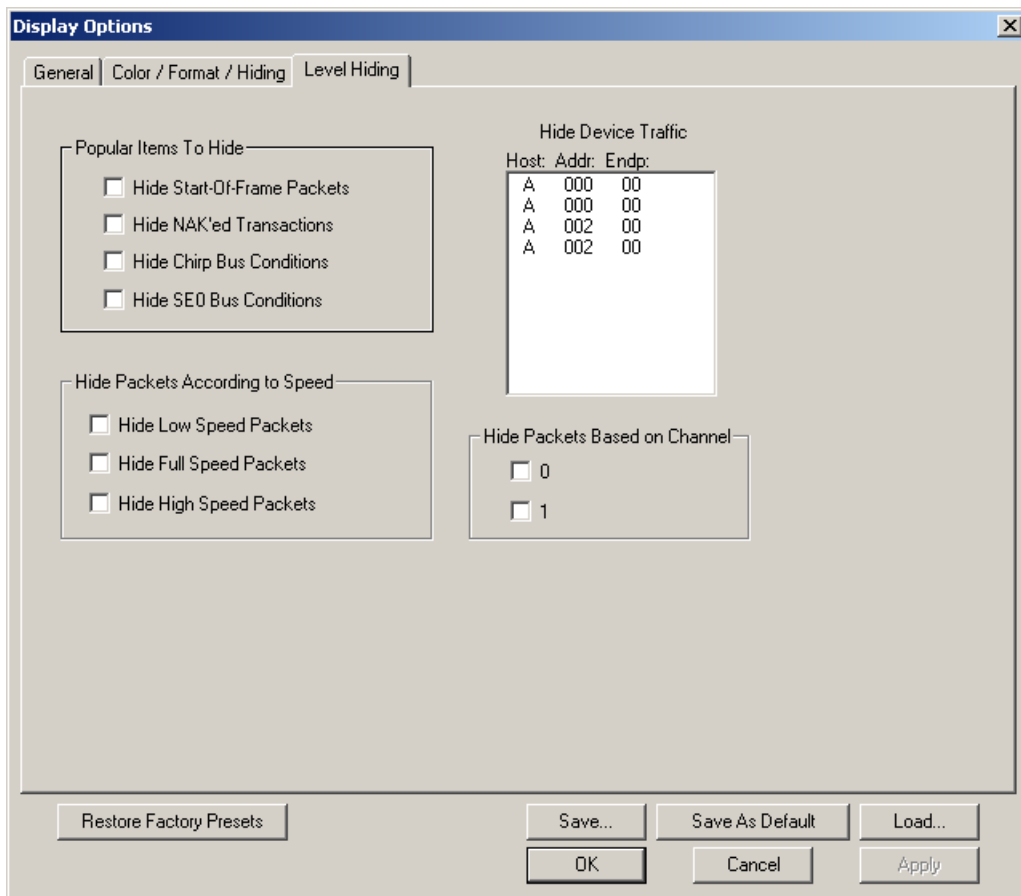 Display Options
General Color / Format / Hiding Level Hiding
Popular Items To Hide
Hide Start-Of-Frame Packets
Hide NAK'ed Transactions
Hide Chirp Bus Conditions
Hide SE0 Bus Conditions
Hide Device Traffic
Host: Addr: Endp:
A 000 00
A 000 00
A 002 00
A 002 00
Hide Packets According to Speed
Hide Low Speed Packets
Hide Full Speed Packets
Hide High Speed Packets
Hide Packets Based on Channel
0
1
Restore Factory Presets Save... Save As Default Load...
OK Cancel Apply